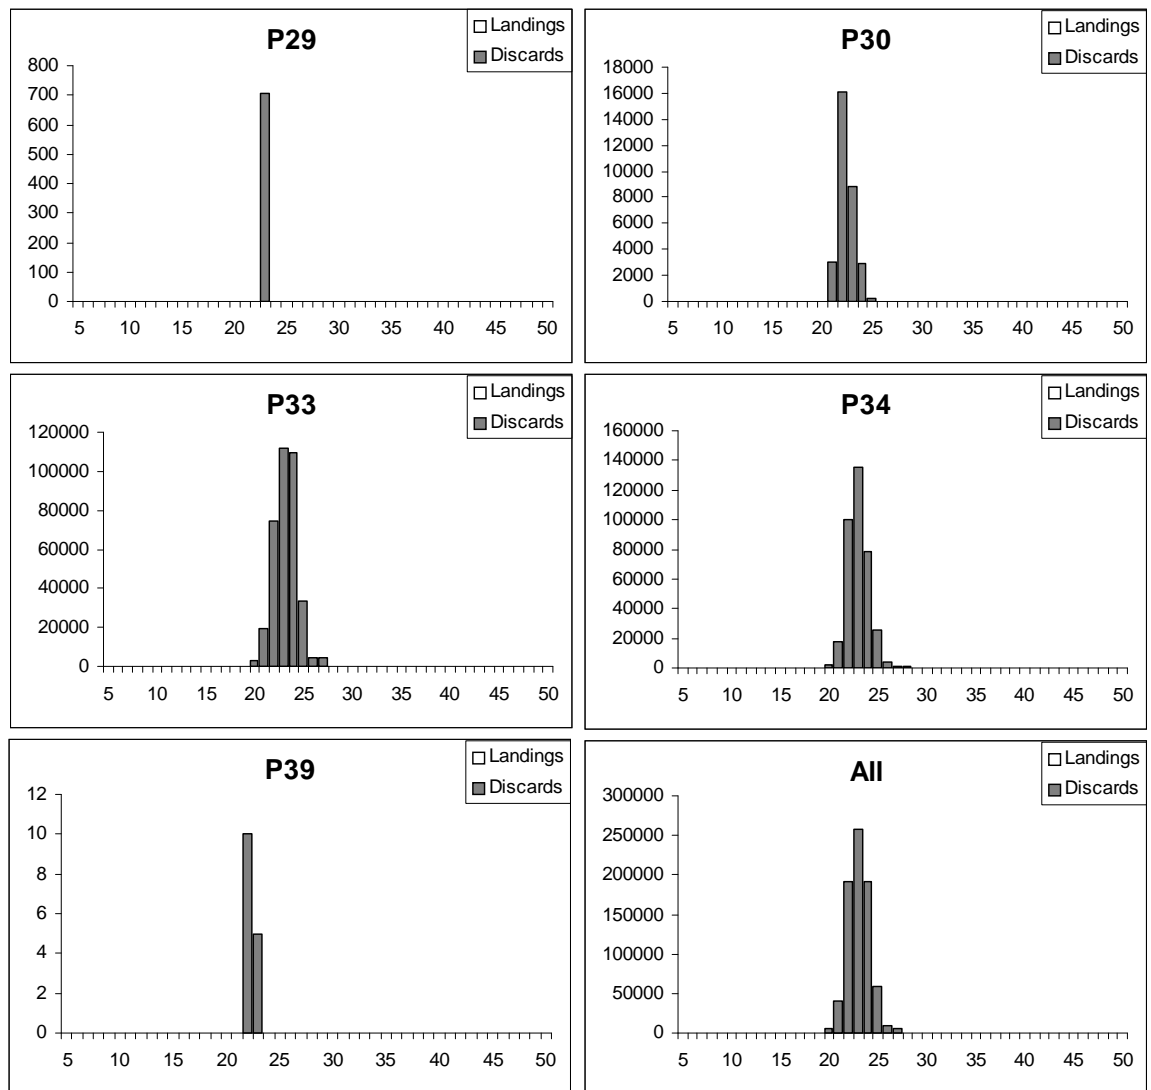 P29
Landings
Discards
800
700
600
500
400
300
200
100
0
5 10 15 20 25 30 35 40 45 50
P30
Landings
Discards
18000
16000
14000
12000
10000
8000
6000
4000
2000
0
5 10 15 20 25 30 35 40 45 50
P33
Landings
Discards
120000
100000
80000
60000
40000
20000
0
5 10 15 20 25 30 35 40 45 50
P34
Landings
Discards
160000
140000
120000
100000
80000
60000
40000
20000
0
5 10 15 20 25 30 35 40 45 50
P39
Landings
Discards
12
10
8
6
4
2
0
5 10 15 20 25 30 35 40 45 50
All
Landings
Discards
300000
250000
200000
150000
100000
50000
0
5 10 15 20 25 30 35 40 45 50